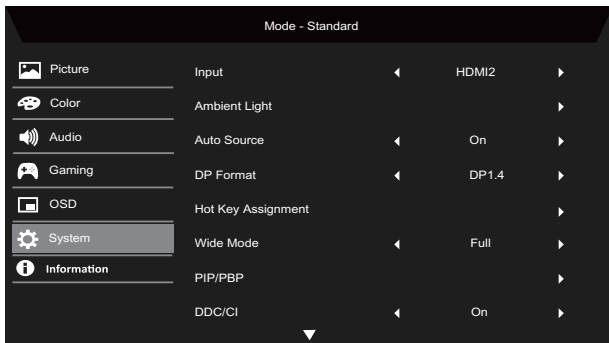 Mode - Standard
Picture
Color
Audio
Gaming
OSD
System
Information
Input HDMI2
Ambient Light
Auto Source On
DP Format DP1.4
Hot Key Assignment
Wide Mode Full
PIP/PBP
DDC/CI On